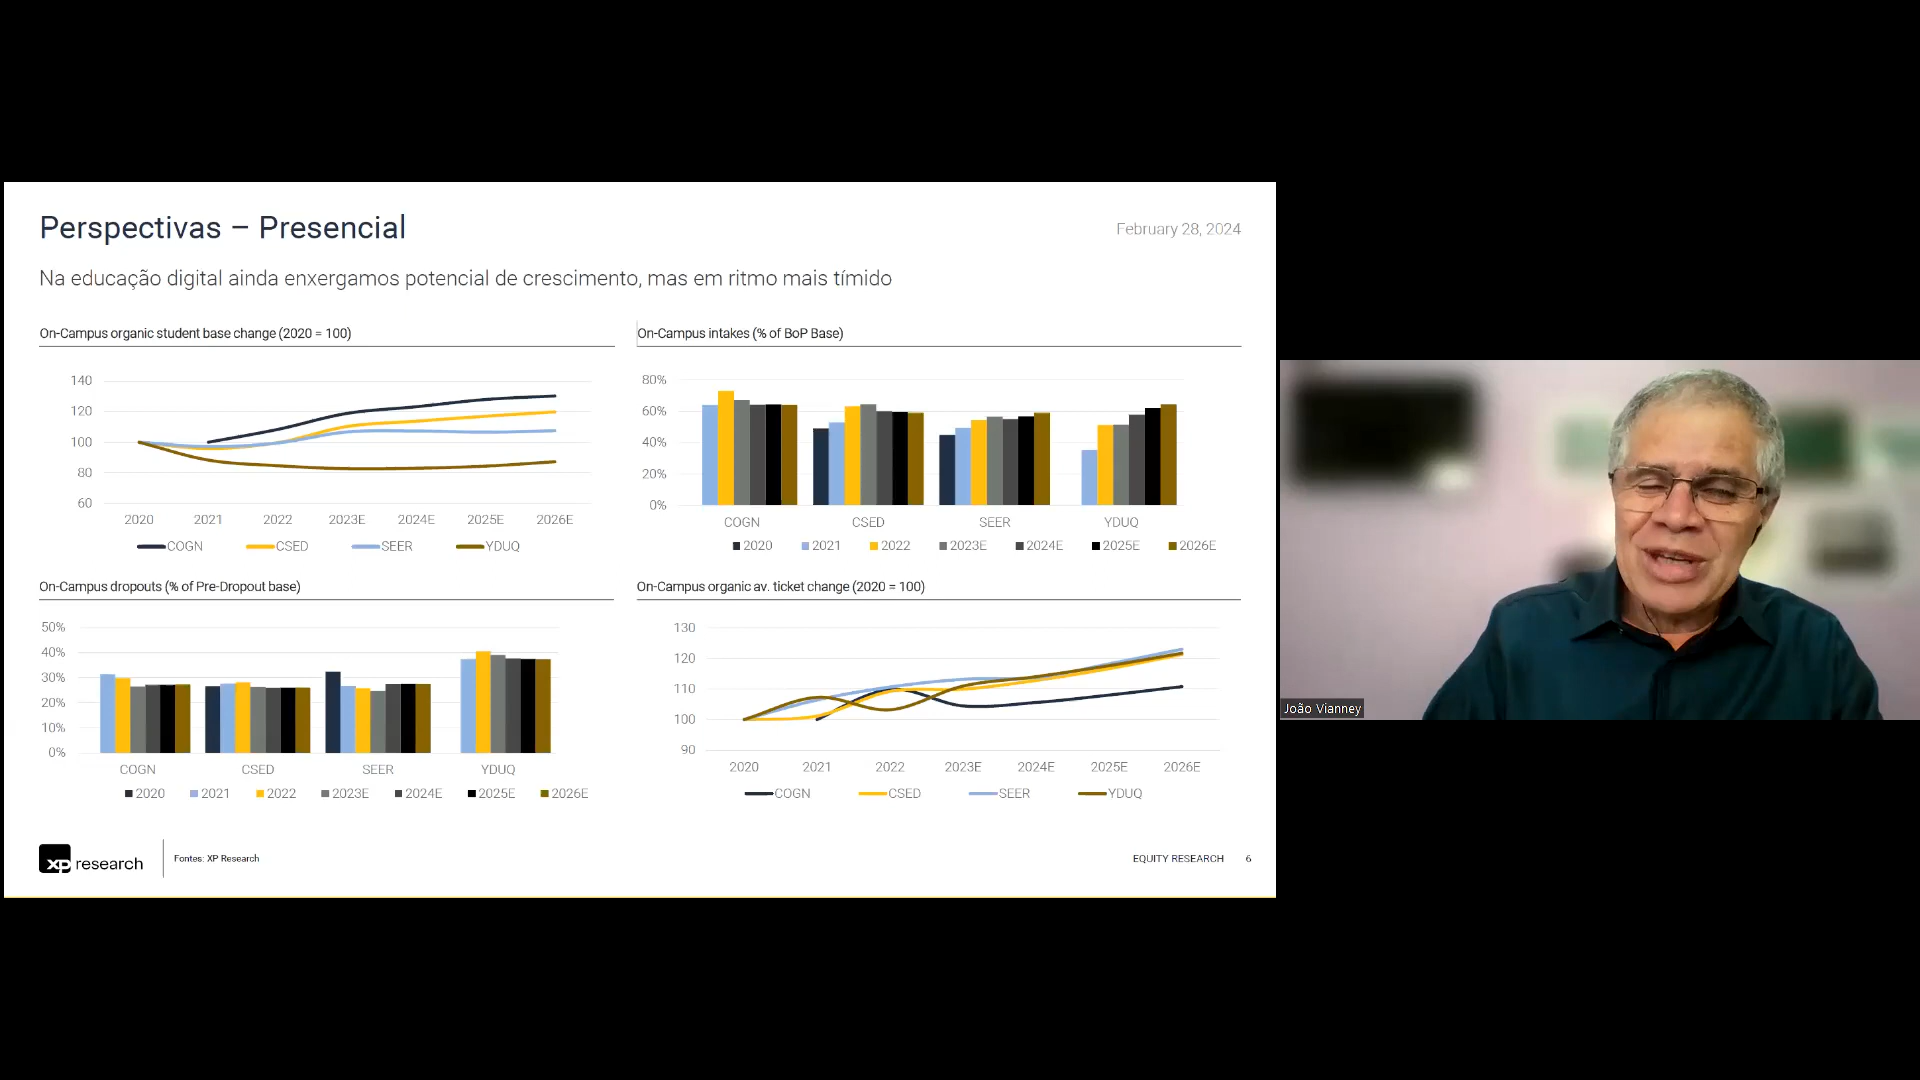 Perspectivas – Presencial
February 28, 2024
Na educação digital ainda enxergamos potencial de crescimento, mas em ritmo mais tímido
On-Campus organic student base change (2020 = 100)
140
120
100
80
60
2020 2021 2022 2023E 2024E 2025E 2026E
COGN CSED SEER YDUQ
On-Campus intakes (% of BoP Base)
80%
60%
40%
20%
0%
COGN CSED SEER YDUQ
2020 2021 2022 2023E 2024E 2025E 2026E
On-Campus dropouts (% of Pre-Dropout base)
50%
40%
30%
20%
10%
0%
COGN CSED SEER YDUQ
2020 2021 2022 2023E 2024E 2025E 2026E
On-Campus organic av. ticket change (2020 = 100)
130
120
110
100
90
2020 2021 2022 2023E 2024E 2025E 2026E
COGN CSED SEER YDUQ
xp research
Fontes: XP Research
EQUITY RESEARCH 6
João Vianney